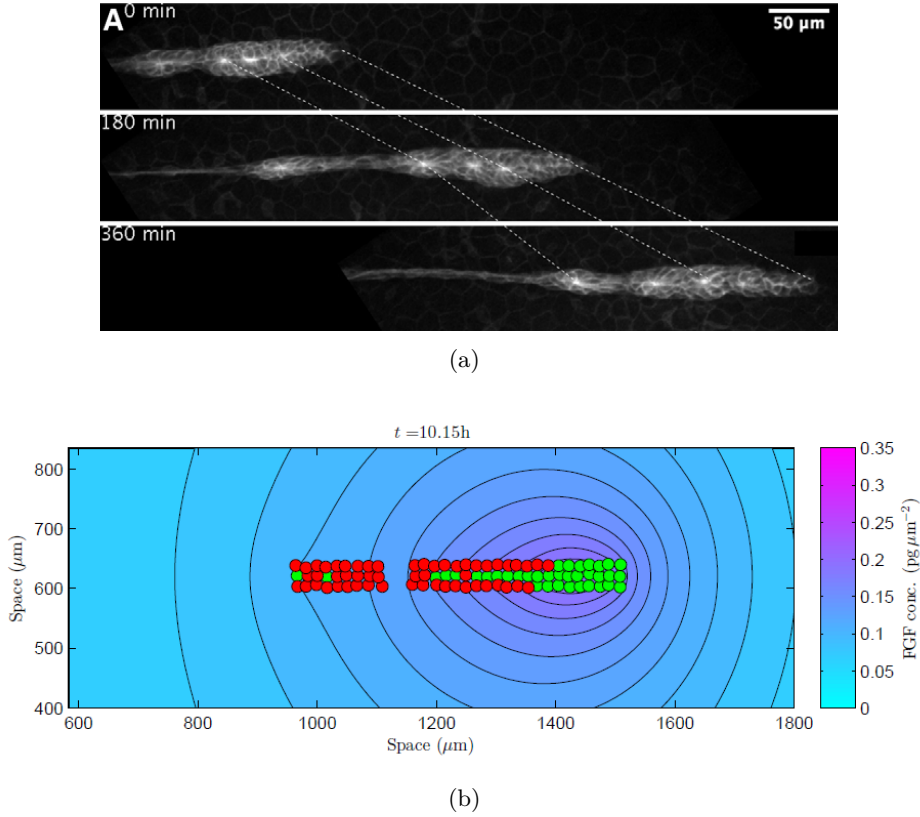 A 0 min
50 µm
180 min
360 min
(a)
t =10.15h
800
700
600
500
400
Space (µm)
600
800
1000
1200
1400
1600
1800
Space (µm)
0.35
0.3
0.25
0.2
0.15
0.1
0.05
0
FGF conc. (pg µm⁻²)
(b)